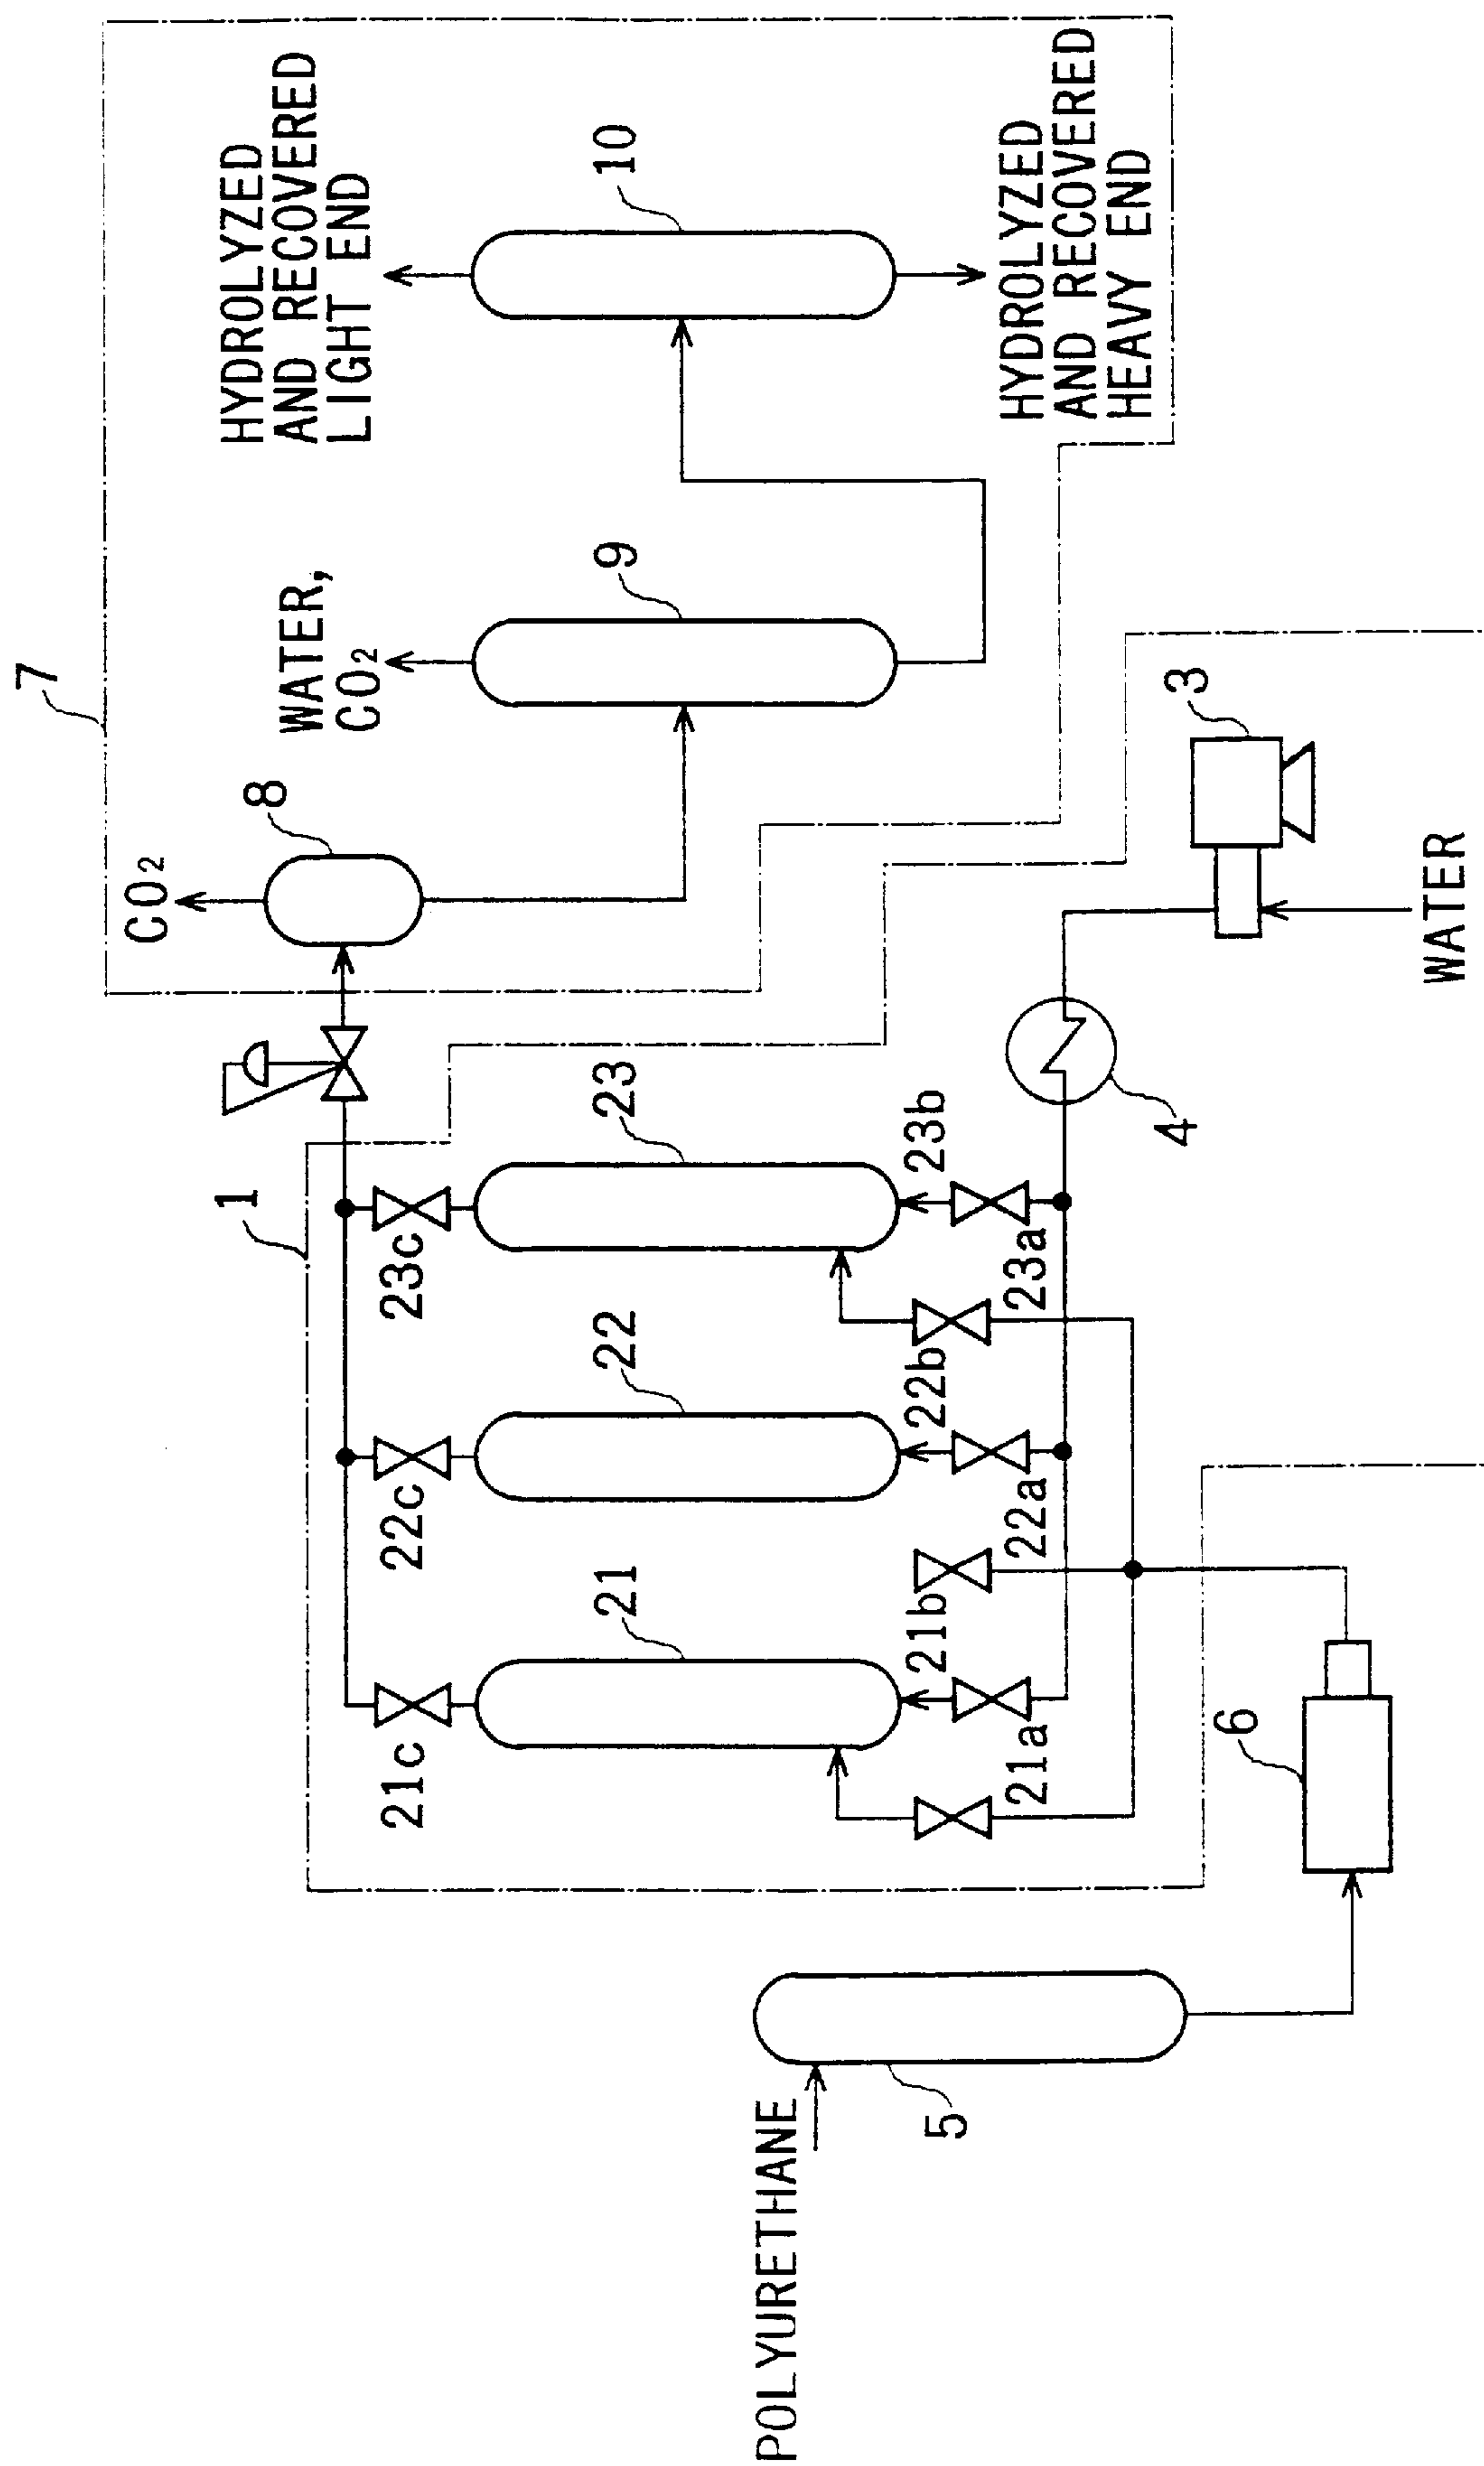 7
CO2
8
WATER,
CO2
9
HYDROLYZED
AND RECOVERED
LIGHT END
10
HYDROLYZED
AND RECOVERED
HEAVY END
1
21c
22c
23c
21
22
23
21b
22b
23b
21a
22a
23a
4
3
WATER
POLYURETHANE
5
6